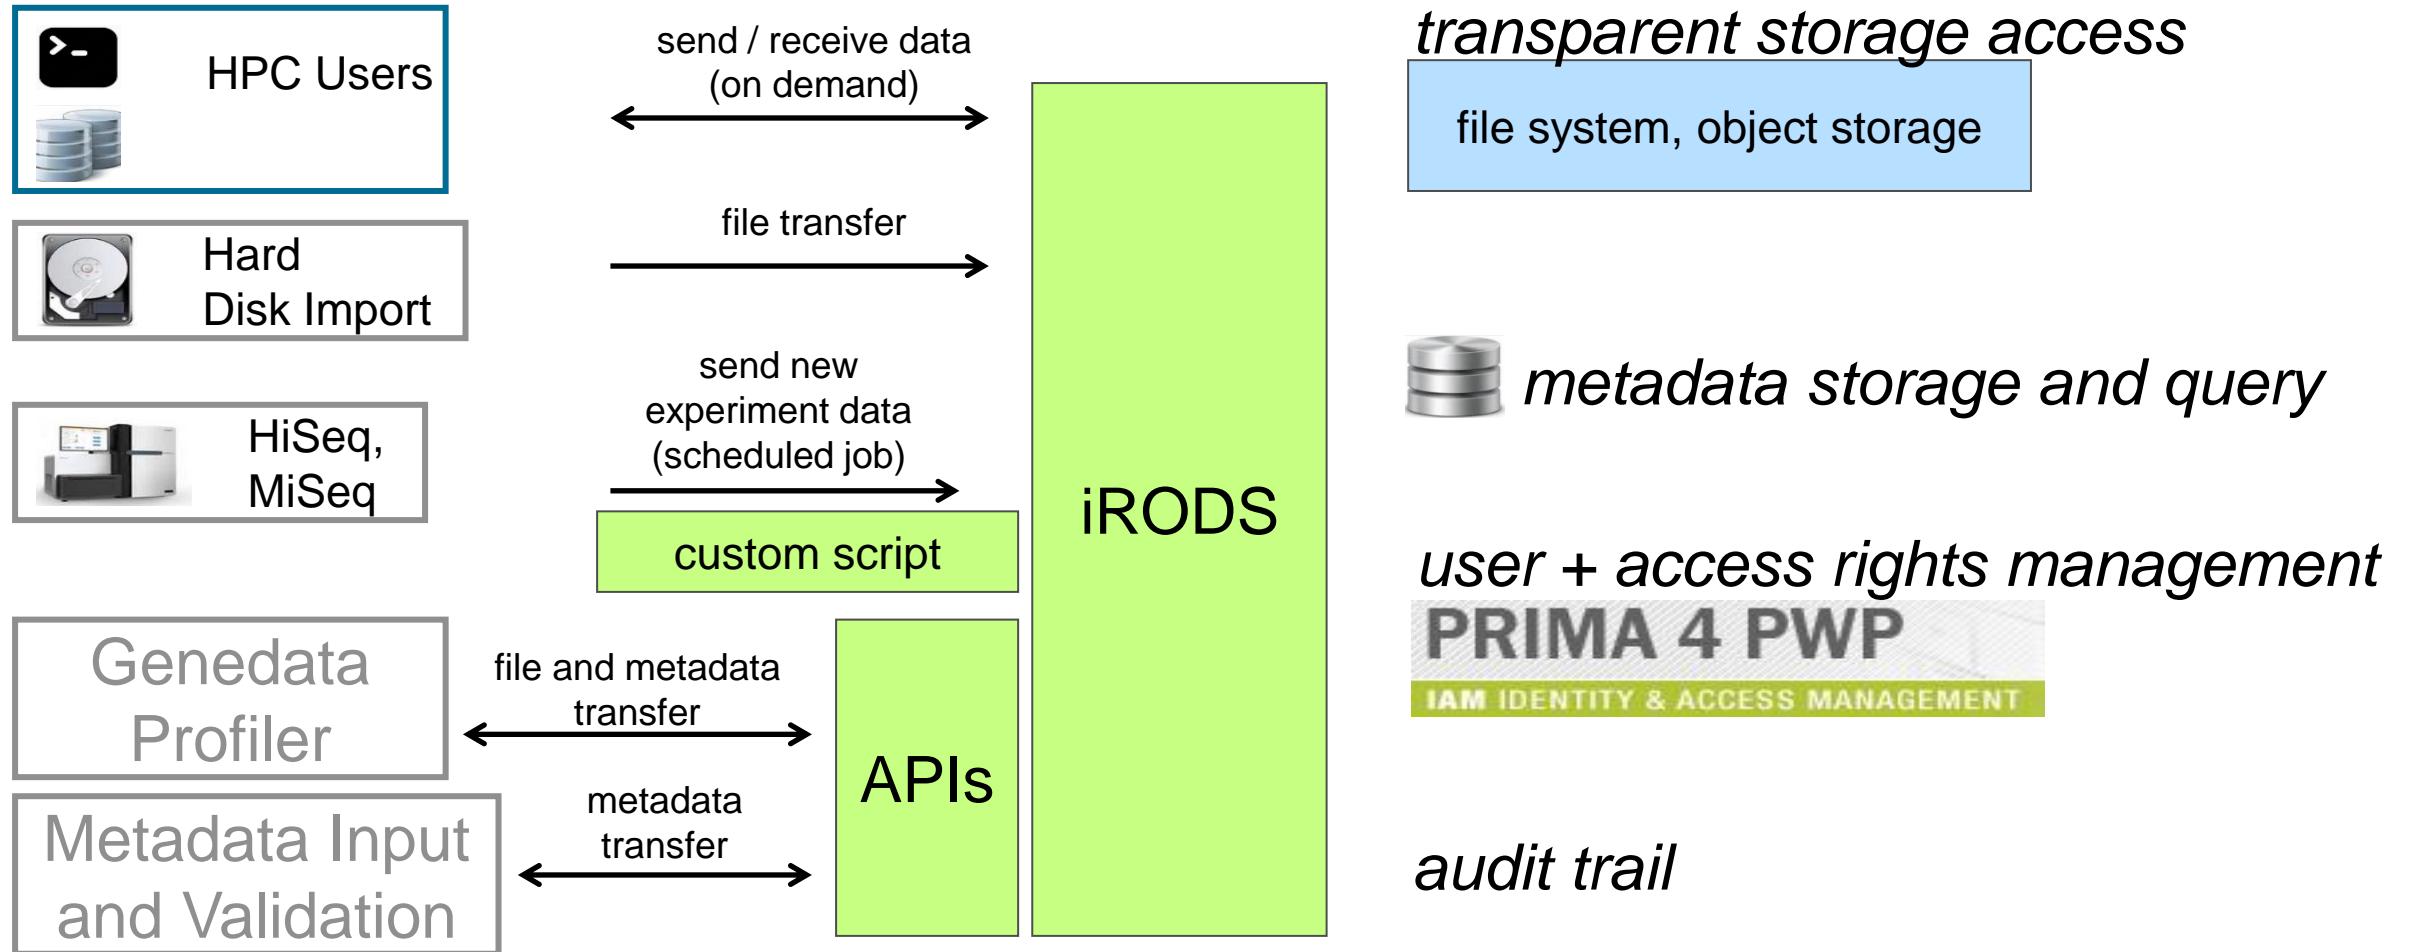 >_
HPC Users
send / receive data
(on demand)
transparent storage access
file system, object storage
Hard
Disk Import
file transfer
metadata storage and query
HiSeq,
MiSeq
send new
experiment data
(scheduled job)
custom script
iRODS
user + access rights management
PRIMA 4 PWP
IAM IDENTITY & ACCESS MANAGEMENT
Genedata
Profiler
file and metadata
transfer
APIs
Metadata Input
and Validation
metadata
transfer
audit trail